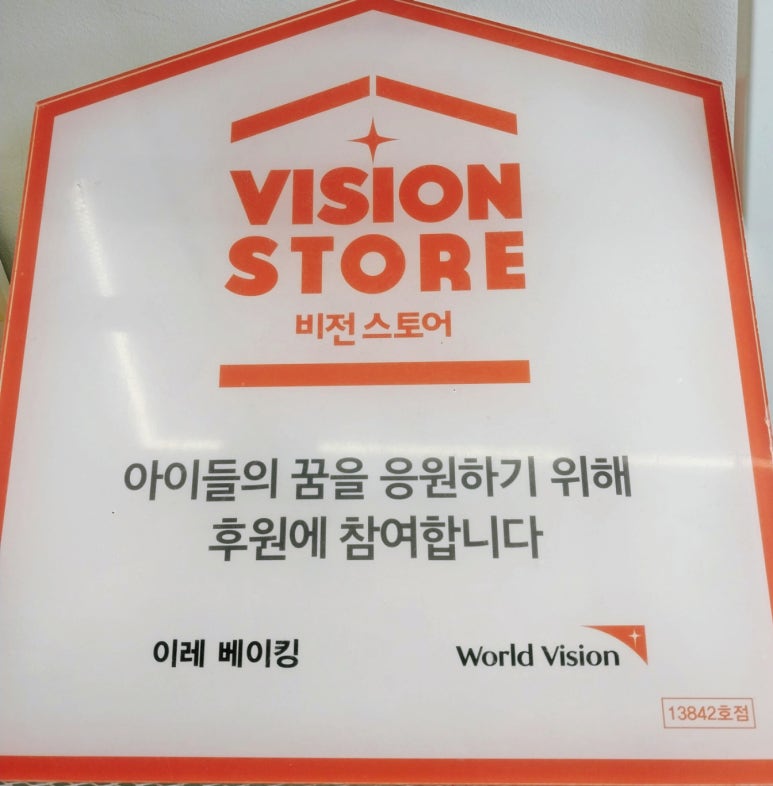 VISION
STORE
비전 스토어
아이들의 꿈을 응원하기 위해
후원에 참여합니다
이레 베이킹
World Vision
13842호점